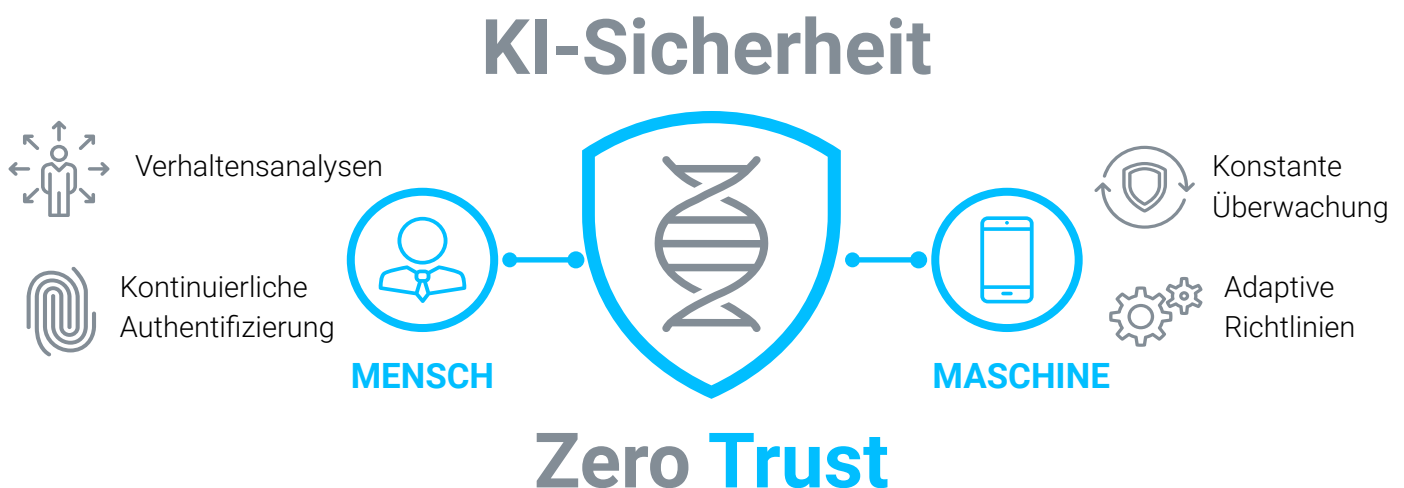 KI-Sicherheit
Verhaltensanalysen
Kontinuierliche
Authentifizierung
MENSCH
MASCHINE
Konstante
Überwachung
Adaptive
Richtlinien
Zero Trust